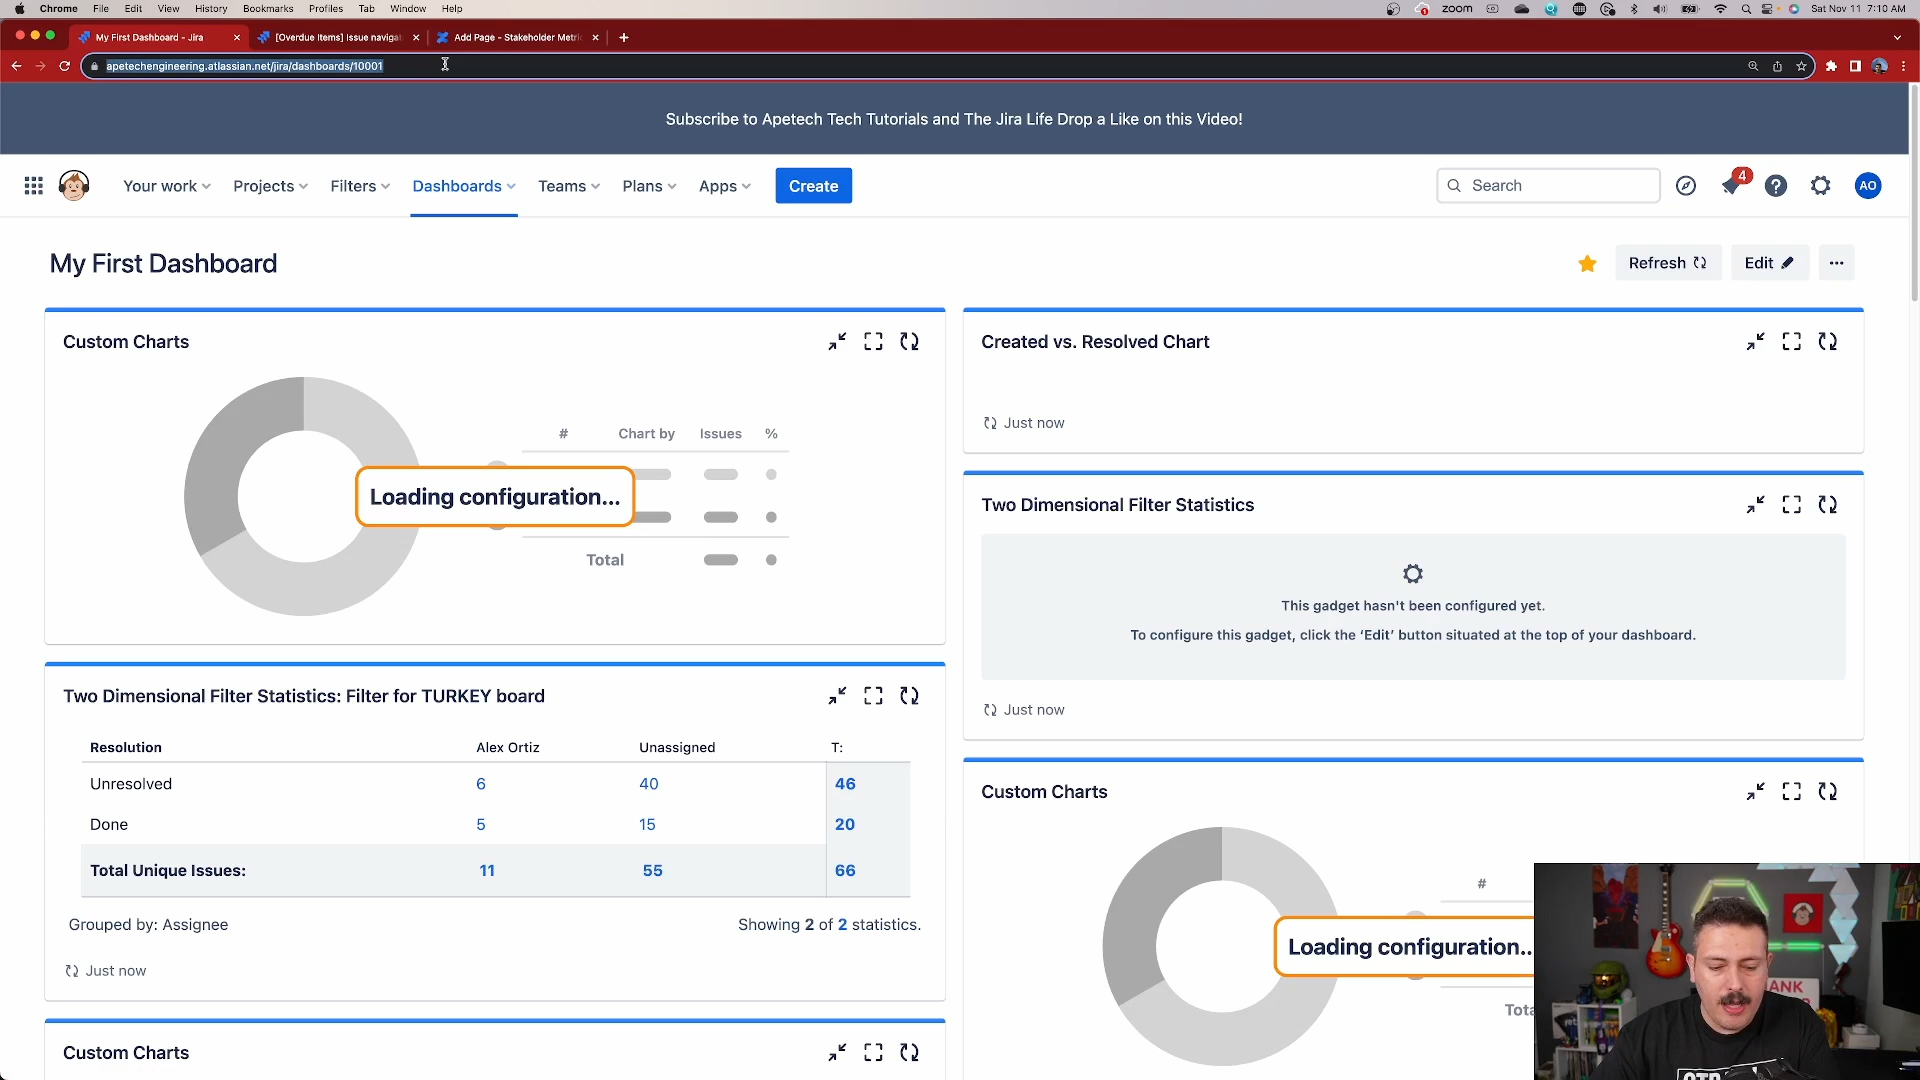 Chrome File Edit View History Bookmarks Profiles Tab Window Help
zoom Sat Nov 11 7:10 AM
My First Dashboard - Jira
[Overdue Items] Issue navigat
Add Page - Stakeholder Metric
apetechengineering.atlassian.net/jira/dashboards/10001
Subscribe to Apetech Tech Tutorials and The Jira Life Drop a Like on this Video!
Your work Projects Filters Dashboards Teams Plans Apps Create Search 4 AO
My First Dashboard
Refresh Edit
Custom Charts
# Chart by Issues %
Loading configuration...
Total
Created vs. Resolved Chart
Just now
Two Dimensional Filter Statistics
This gadget hasn't been configured yet.
To configure this gadget, click the ‘Edit’ button situated at the top of your dashboard.
Just now
Two Dimensional Filter Statistics: Filter for TURKEY board
Resolution Alex Ortiz Unassigned T:
Unresolved 6 40 46
Done 5 15 20
Total Unique Issues: 11 55 66
Grouped by: Assignee Showing 2 of 2 statistics.
Just now
Custom Charts
#
Loading configuration..
Tota
Custom Charts